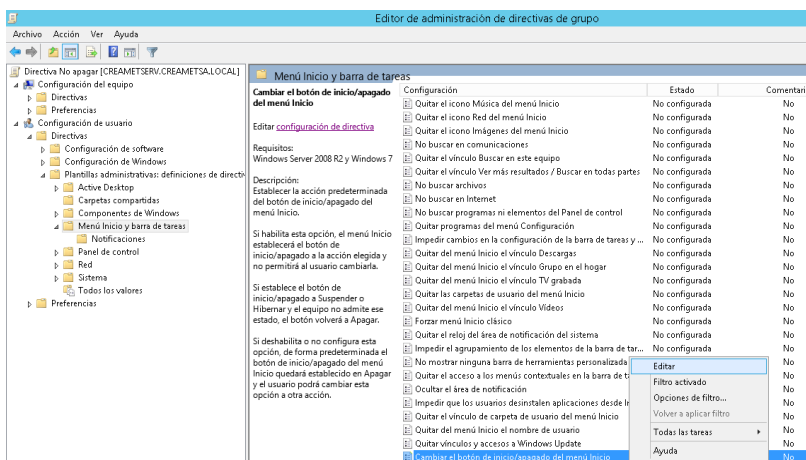 Editor de administración de directivas de grupo
Archivo Acción Ver Ayuda
Directiva No apagar [CREAMETSERV.CREAMETSA.LOCAL]
Configuración del equipo
Directivas
Preferencias
Configuración de usuario
Directivas
Configuración de software
Configuración de Windows
Plantillas administrativas: definiciones de
Active Desktop
Carpetas compartidas
Componentes de Windows
Menú Inicio y barra de tareas
Notificaciones
Panel de control
Red
Sistema
Todos los valores
Preferencias
Menú Inicio y barra de tareas
Cambiar el botón de inicio/apagado
del menú Inicio
Editar configuración de directiva
Requisitos:
Windows Server 2008 R2 y Windows 7
Descripción:
Establecer la acción predeterminada
del botón de inicio/apagado del
menú Inicio.
Si habilita esta opción, el menú Inicio
establecerá el botón de
inicio/apagado a la acción elegida y
no permitirá al usuario cambiarla.
Si establece el botón de
inicio/apagado a Suspender o
Hibernar y el equipo no admite ese
estado, el botón volverá a Apagar.
Si deshabilita o no configura esta
opción, de forma predeterminada el
botón de inicio/apagado del menú
Inicio quedará establecido en Apagar
y el usuario podrá cambiar esta
opción a otra acción.
Configuración Estado Comentari
Quitar el icono Música del menú Inicio No configurada No
Quitar el icono Red del menú Inicio No configurada No
Quitar el icono Imágenes del menú Inicio No configurada No
No buscar en comunicaciones No configurada No
Quitar el vínculo Buscar en este equipo No configurada No
Quitar el vínculo Ver más resultados / Buscar en todas partes No configurada No
No buscar archivos No configurada No
No buscar en Internet No configurada No
No buscar programas ni elementos del Panel de control No configurada No
Quitar programas del menú Configuración No configurada No
Impedir cambios en la configuración de la barra de tareas y ... No configurada No
Quitar del menú Inicio el vínculo Descargas No configurada No
Quitar del menú Inicio el vínculo Grupo en el hogar No configurada No
Quitar del menú Inicio el vínculo TV grabada No configurada No
Quitar las carpetas de usuario del menú Inicio No configurada No
Quitar del menú Inicio el vínculo Vídeos No configurada No
Forzar menú Inicio clásico No configurada No
Quitar el reloj del área de notificación del sistema No configurada No
Impedir el agrupamiento de los elementos de la barra de tar... No configurada No
No mostrar ninguna barra de herramientas personalizada No
Quitar el acceso a los menús contextuales en la barra de No
Ocultar el área de notificación No
Impedir que los usuarios desinstalen aplicaciones desde No
Quitar el vínculo de carpeta de usuario del menú Inicio No
Quitar del menú Inicio el nombre de usuario No
Quitar vínculos y accesos a Windows Update No
Cambiar el botón de inicio/apagado del menú Inicio No
Editar
Filtro activado
Opciones de filtro...
Volver a aplicar filtro
Todas las tareas
Ayuda